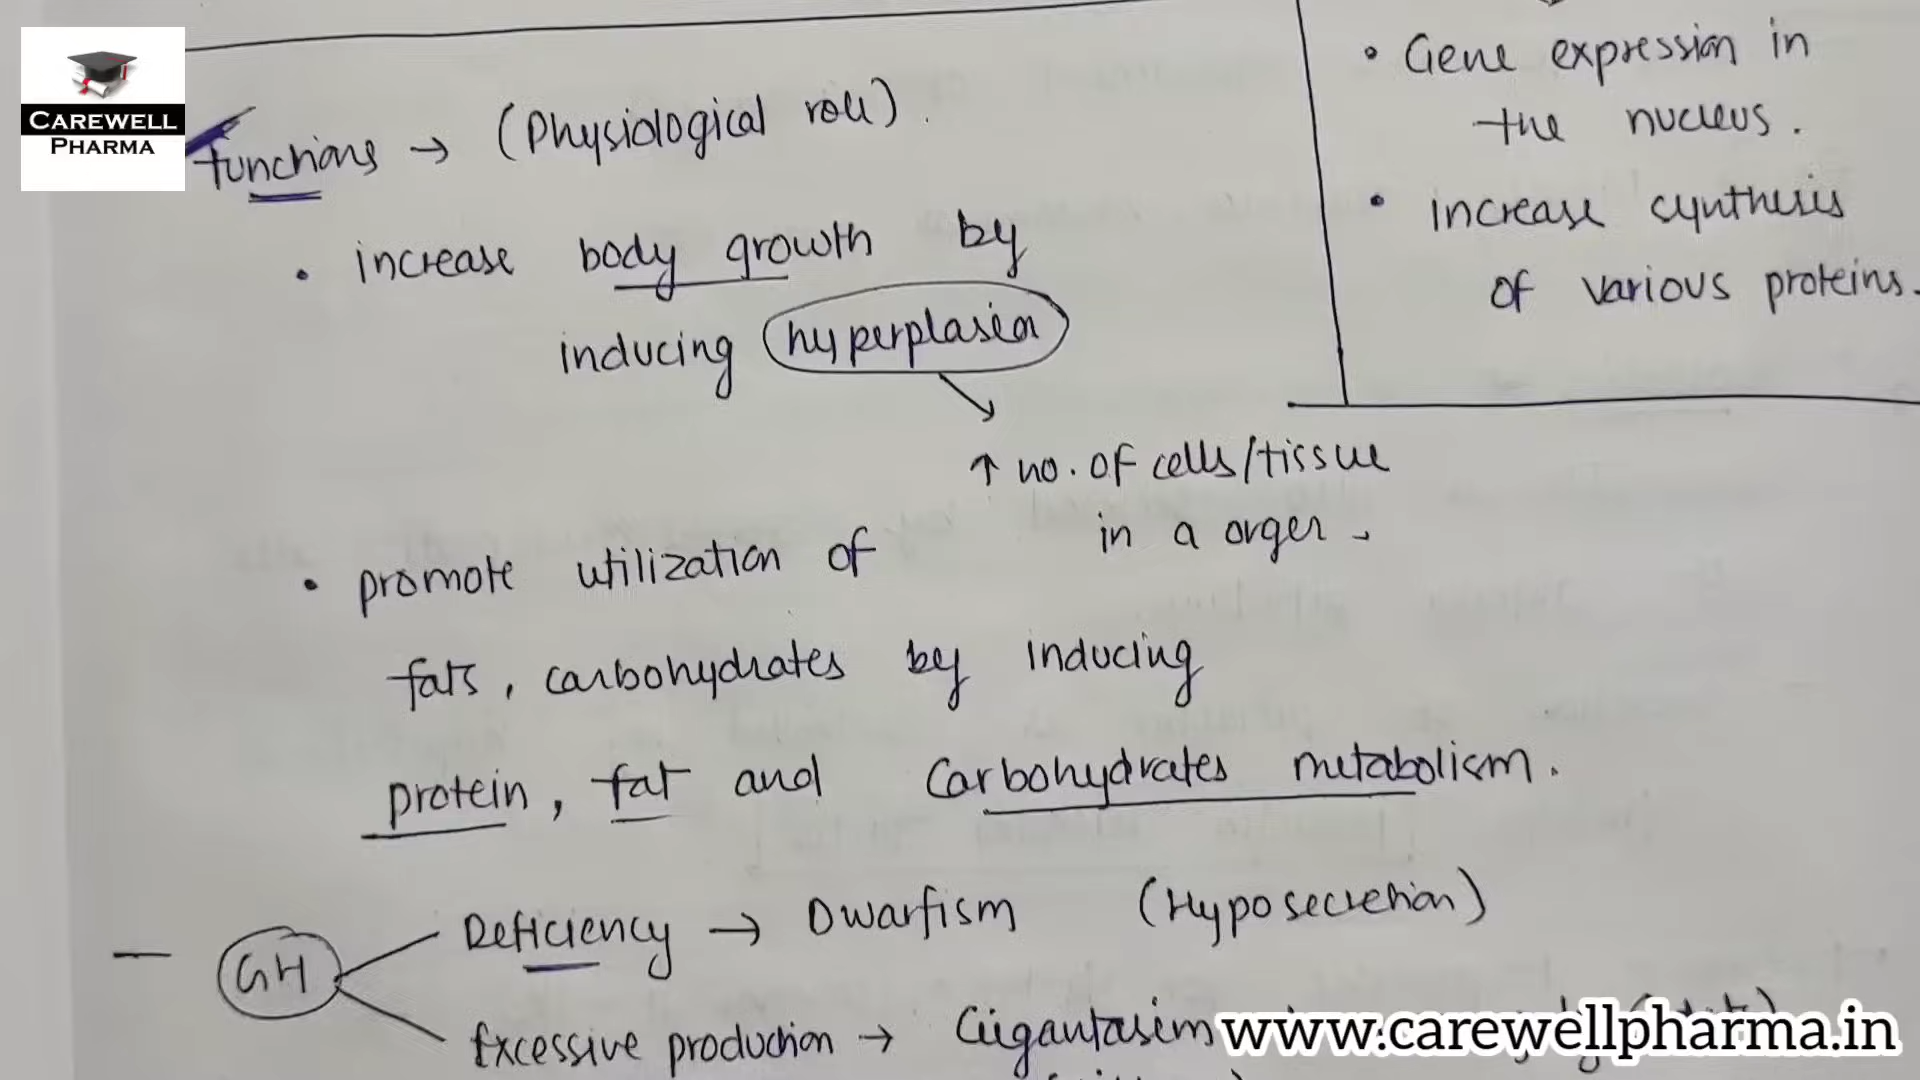 CAREWELL
PHARMA
functions → (Physiological role).
• increase body growth by
inducing hyperplasia
↑ no. of cells/tissue
in a organ.
• promote utilization of
fats, carbohydrates by inducing
protein, fat and Carbohydrates metabolism.
— GH
Deficiency → Dwarfism (Hyposecretion)
Excessive production → Giigantasim
• Gene expression in
the nucleus.
• increase synthesis
of various proteins.
www.carewellpharma.in